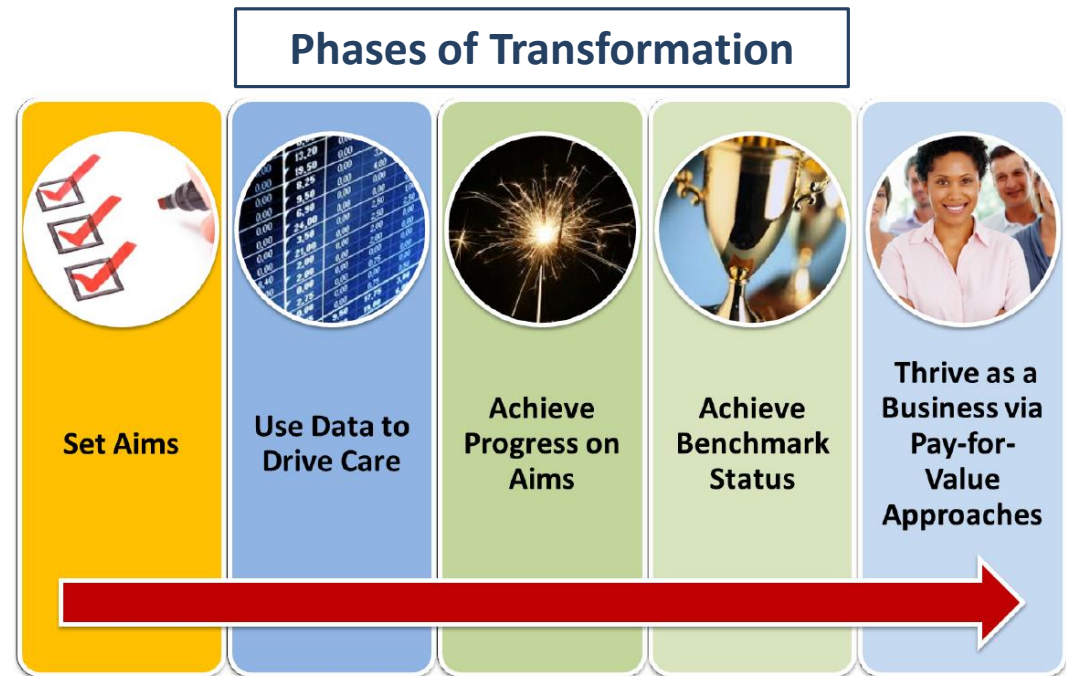 Phases of Transformation
Set Aims
Use Data to
Drive Care
Achieve
Progress on
Aims
Achieve
Benchmark
Status
Thrive as a
Business via
Pay-for-
Value
Approaches